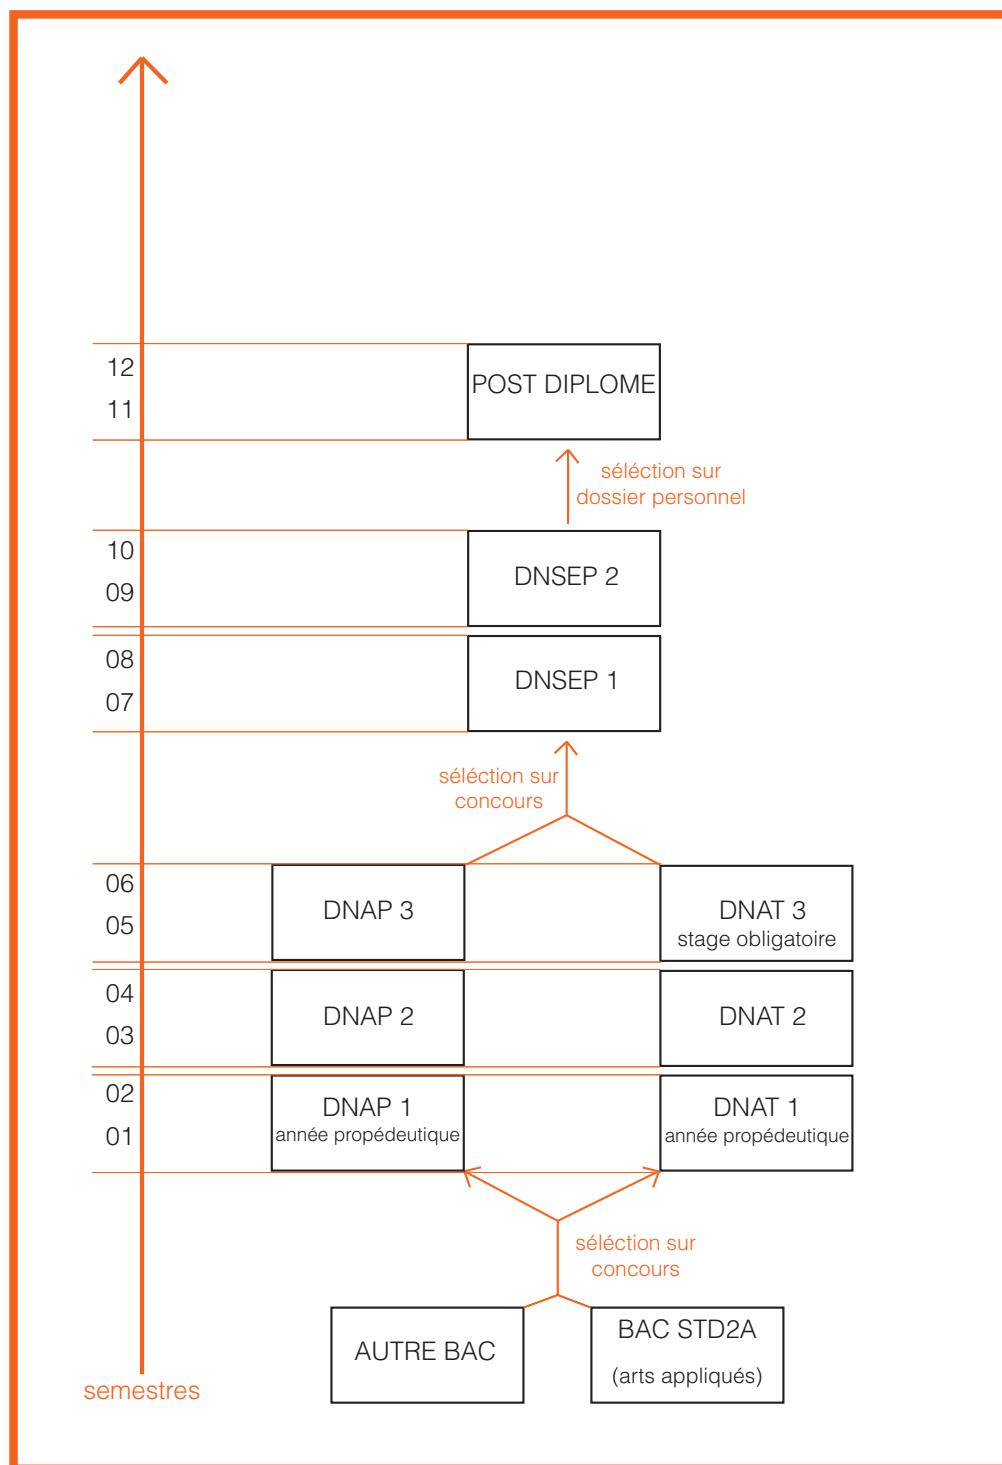 12
11
POST DIPLOME
séléction sur
dossier personnel
10
09
DNSEP 2
08
07
DNSEP 1
séléction sur
concours
06
05
DNAP 3
DNAT 3
stage obligatoire
04
03
DNAP 2
DNAT 2
02
01
DNAP 1
année propédeutique
DNAT 1
année propédeutique
séléction sur
concours
AUTRE BAC
BAC STD2A
(arts appliqués)
semestres